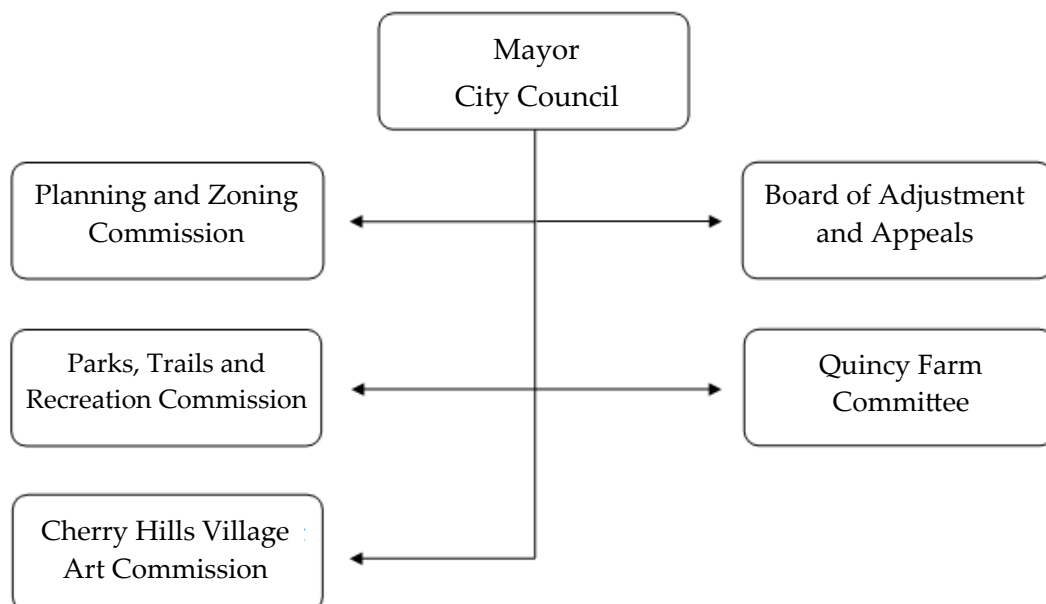 Mayor
City Council
Planning and Zoning
Commission
Board of Adjustment
and Appeals
Parks, Trails and
Recreation Commission
Quincy Farm
Committee
Cherry Hills Village
Art Commission